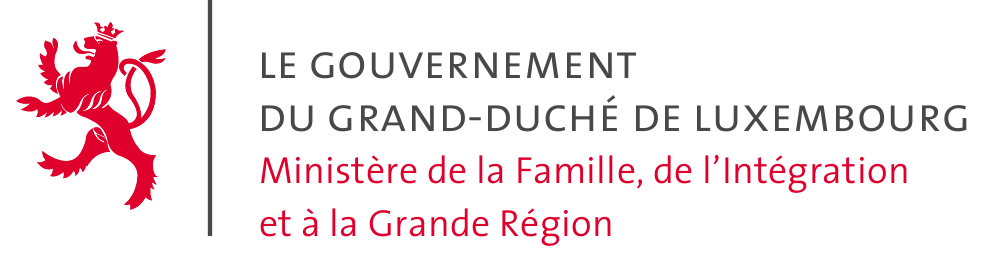 LE GOUVERNEMENT
DU GRAND-DUCHÉ DE LUXEMBOURG
Ministère de la Famille, de l’Intégration
et à la Grande Région